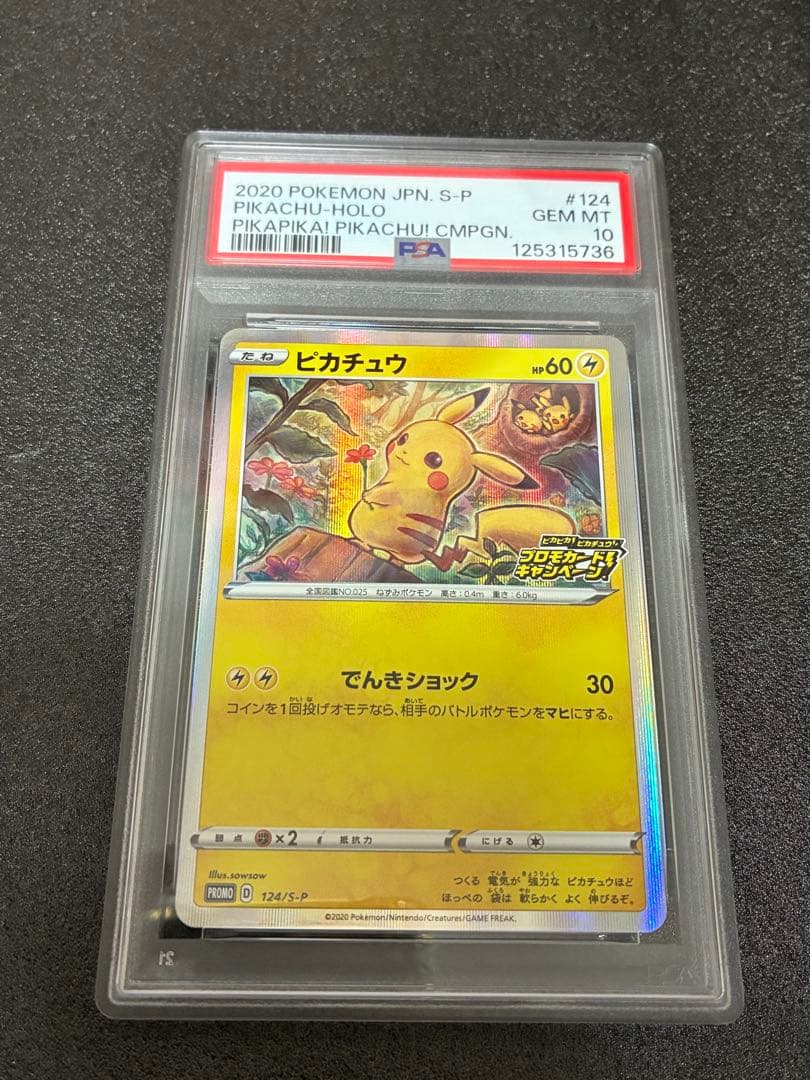 2020 POKEMON JPN. S-P #124
PIKACHU-HOLO GEM MT
PIKAPIKA! PIKACHU! CMPGN. 10
PSA 125315736
たね ピカチュウ HP60
ピカピカ!ピカチュウ!
プロモカード
キャンペーン!
全国図鑑NO.025 ねずみポケモン 高さ:0.4m 重さ:6.0kg
でんきショック 30
コインを1回投げオモテなら、相手のバトルポケモンをマヒにする。
弱点 ×2 抵抗力 にげる
Illus.sowsow
つくる 電気が 強力な ピカチュウほど
ほっぺの 袋は 軟らかく よく 伸びるぞ。
PROMO D 124/S-P
©2020 Pokémon/Nintendo/Creatures/GAME FREAK.